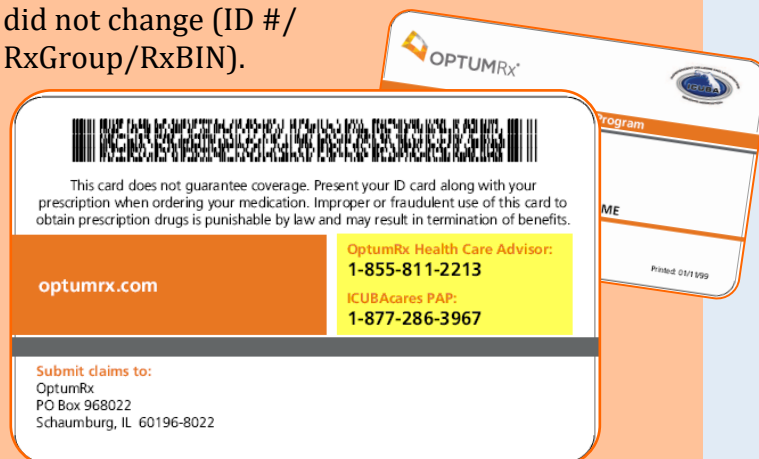 did not change (ID #/
RxGroup/RxBIN).
OPTUMRx
ICUBA
Program
ME
Printed: 01/11/99
This card does not guarantee coverage. Present your ID card along with your
prescription when ordering your medication. Improper or fraudulent use of this card to
obtain prescription drugs is punishable by law and may result in termination of benefits.
optumrx.com
OptumRx Health Care Advisor:
1-855-811-2213
ICUBAcares PAP:
1-877-286-3967
Submit claims to:
OptumRx
PO Box 968022
Schaumburg, IL 60196-8022